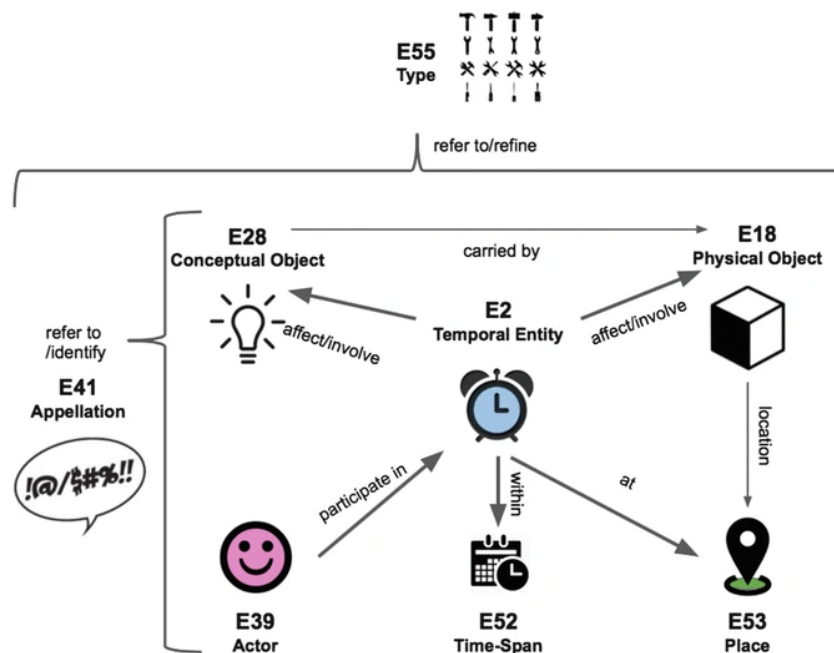 E55
Type
refer to/refine
E28
Conceptual Object
carried by
E18
Physical Object
E2
Temporal Entity
affect/involve
affect/involve
refer to
/identify
E41
Appellation
!@/§#%!!
participate in
within
at
location
E39
Actor
E52
Time-Span
E53
Place